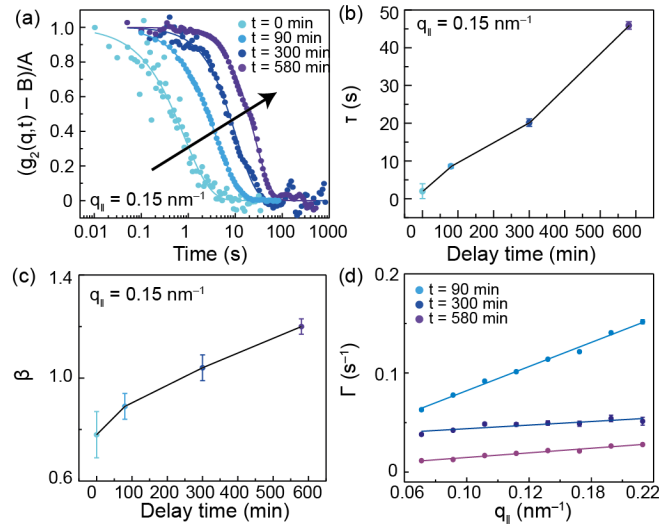 (a)
(g₂(q,t) – B)/A
1.0
0.8
0.6
0.4
0.2
0
t = 0 min
t = 90 min
t = 300 min
t = 580 min
q∥ = 0.15 nm⁻¹
0.01 0.1 1 10 100 1000
Time (s)
(b)
q∥ = 0.15 nm⁻¹
τ (s)
50
40
30
20
10
0
0 100 200 300 400 500 600
Delay time (min)
(c)
q∥ = 0.15 nm⁻¹
β
1.4
1.0
0.6
0 100 200 300 400 500 600
Delay time (min)
(d)
t = 90 min
t = 300 min
t = 580 min
Γ (s⁻¹)
0.2
0.1
0
0.06 0.10 0.14 0.18 0.22
q∥ (nm⁻¹)